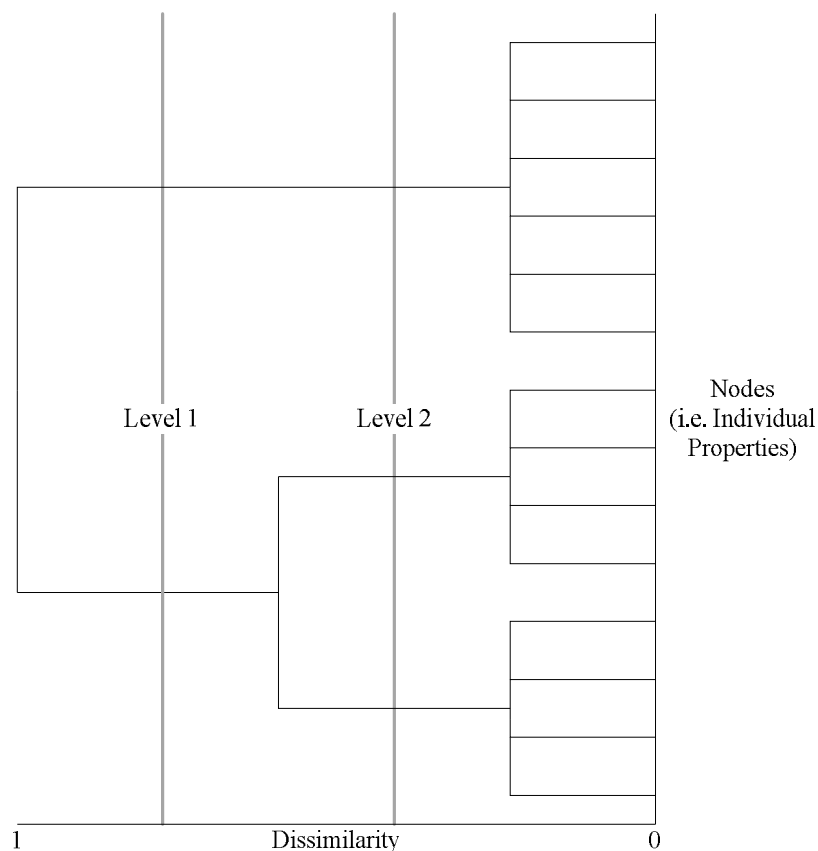 Level 1
Level 2
Nodes
(i.e. Individual
Properties)
1
Dissimilarity
0